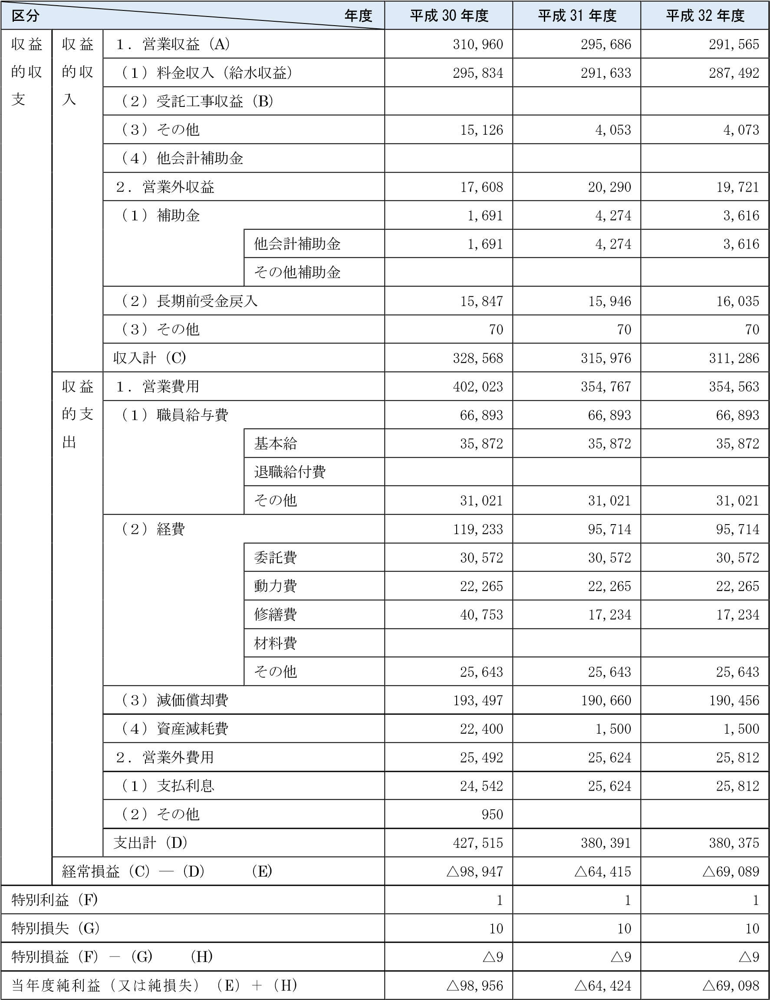 区分 年度 平成 30 年度 平成 31 年度 平成 32 年度
収益的収支 収益的収入 1．営業収益（A） 310,960 295,686 291,565
（1）料金収入（給水収益） 295,834 291,633 287,492
（2）受託工事収益（B）
（3）その他 15,126 4,053 4,073
（4）他会計補助金
2．営業外収益 17,608 20,290 19,721
（1）補助金 1,691 4,274 3,616
他会計補助金 1,691 4,274 3,616
その他補助金
（2）長期前受金戻入 15,847 15,946 16,035
（3）その他 70 70 70
収入計（C） 328,568 315,976 311,286
収益的支出 1．営業費用 402,023 354,767 354,563
（1）職員給与費 66,893 66,893 66,893
基本給 35,872 35,872 35,872
退職給付費
その他 31,021 31,021 31,021
（2）経費 119,233 95,714 95,714
委託費 30,572 30,572 30,572
動力費 22,265 22,265 22,265
修繕費 40,753 17,234 17,234
材料費
その他 25,643 25,643 25,643
（3）減価償却費 193,497 190,660 190,456
（4）資産減耗費 22,400 1,500 1,500
2．営業外費用 25,492 25,624 25,812
（1）支払利息 24,542 25,624 25,812
（2）その他 950
支出計（D） 427,515 380,391 380,375
経常損益（C）―（D） （E） △98,947 △64,415 △69,089
特別利益（F） 1 1 1
特別損失（G） 10 10 10
特別損益（F）－（G） （H） △9 △9 △9
当年度純利益（又は純損失）（E）＋（H） △98,956 △64,424 △69,098